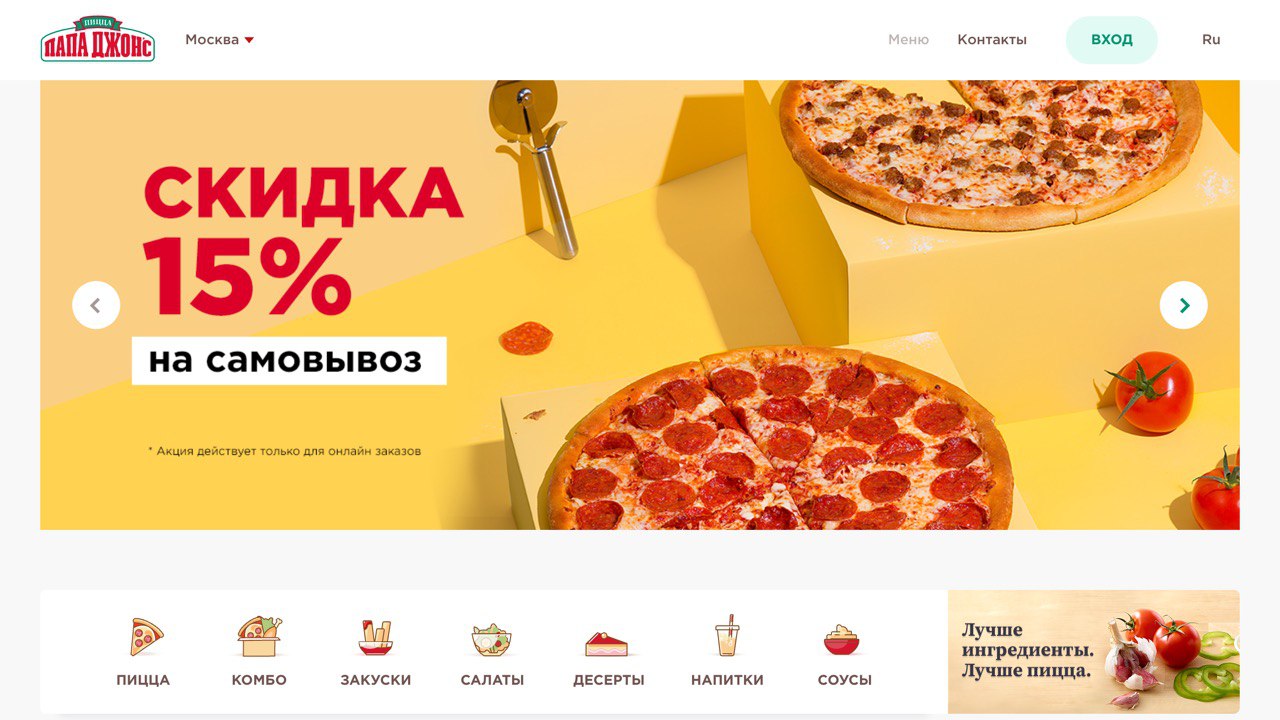 ПИЦЦА
ПАПА ДЖОНС
Москва
Меню
Контакты
ВХОД
Ru
СКИДКА
15%
на самовывоз
* Акция действует только для онлайн заказов
ПИЦЦА
КОМБО
ЗАКУСКИ
САЛАТЫ
ДЕСЕРТЫ
НАПИТКИ
СОУСЫ
Лучше
ингредиенты.
Лучше пицца.